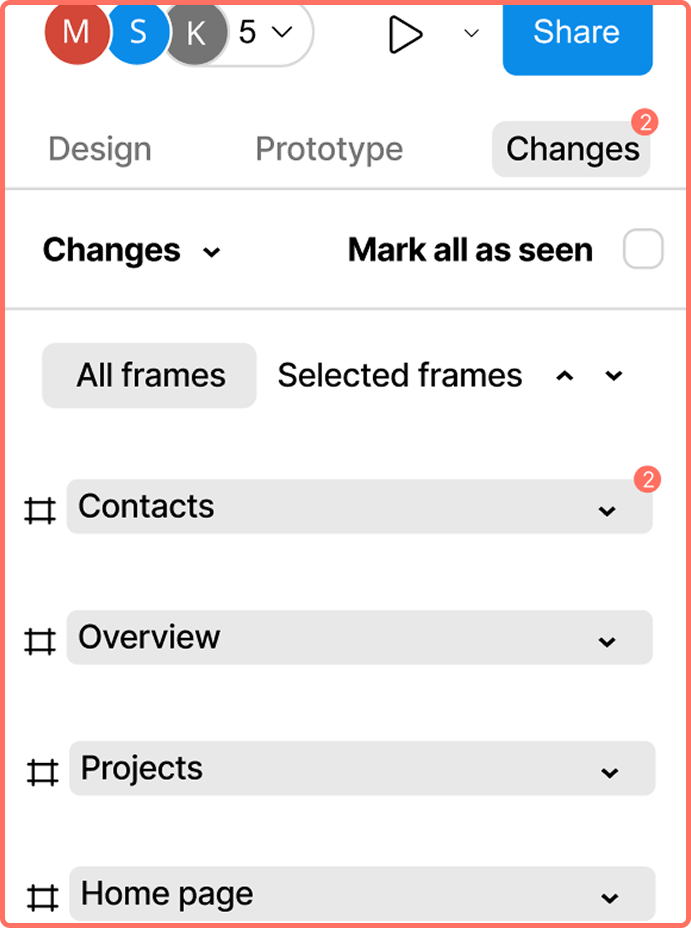 M S K 5 Share
Design Prototype Changes 2
Changes Mark all as seen
All frames Selected frames
Contacts 2
Overview
Projects
Home page